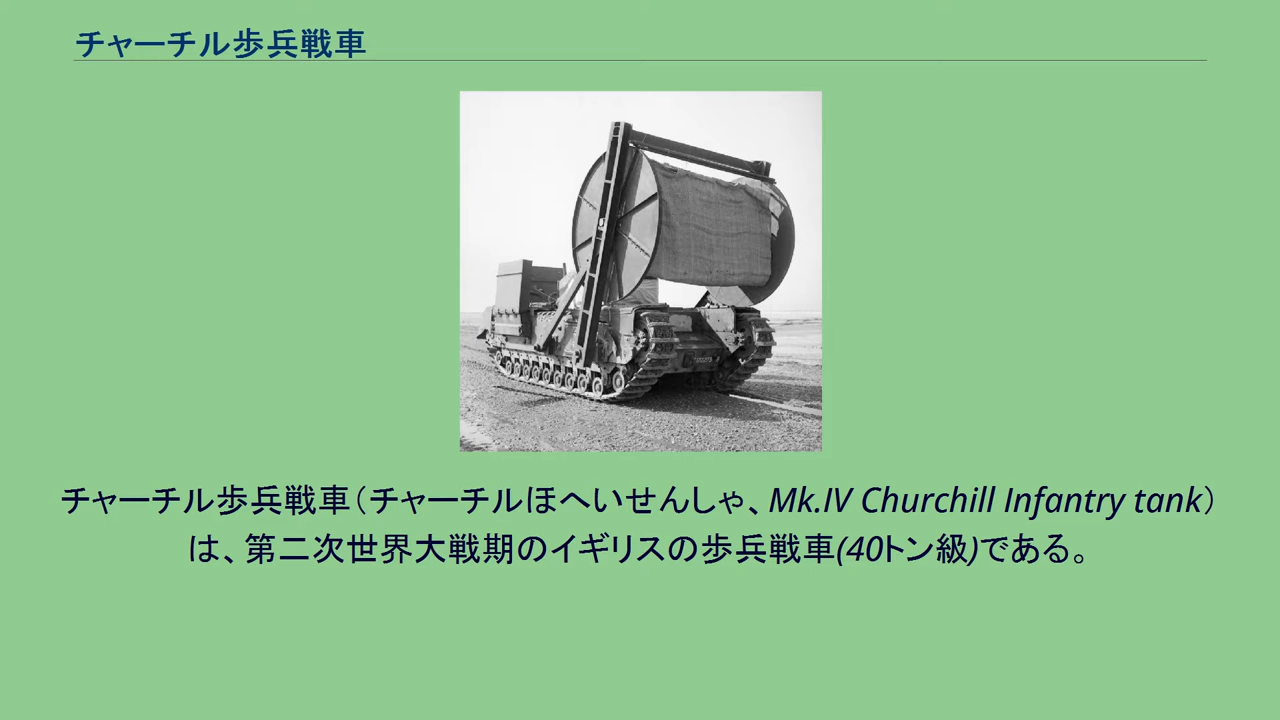 チャーチル歩兵戦車
チャーチル歩兵戦車（チャーチルほへいせんしゃ、Mk.IV Churchill Infantry tank）
は、第二次世界大戦期のイギリスの歩兵戦車(40トン級)である。